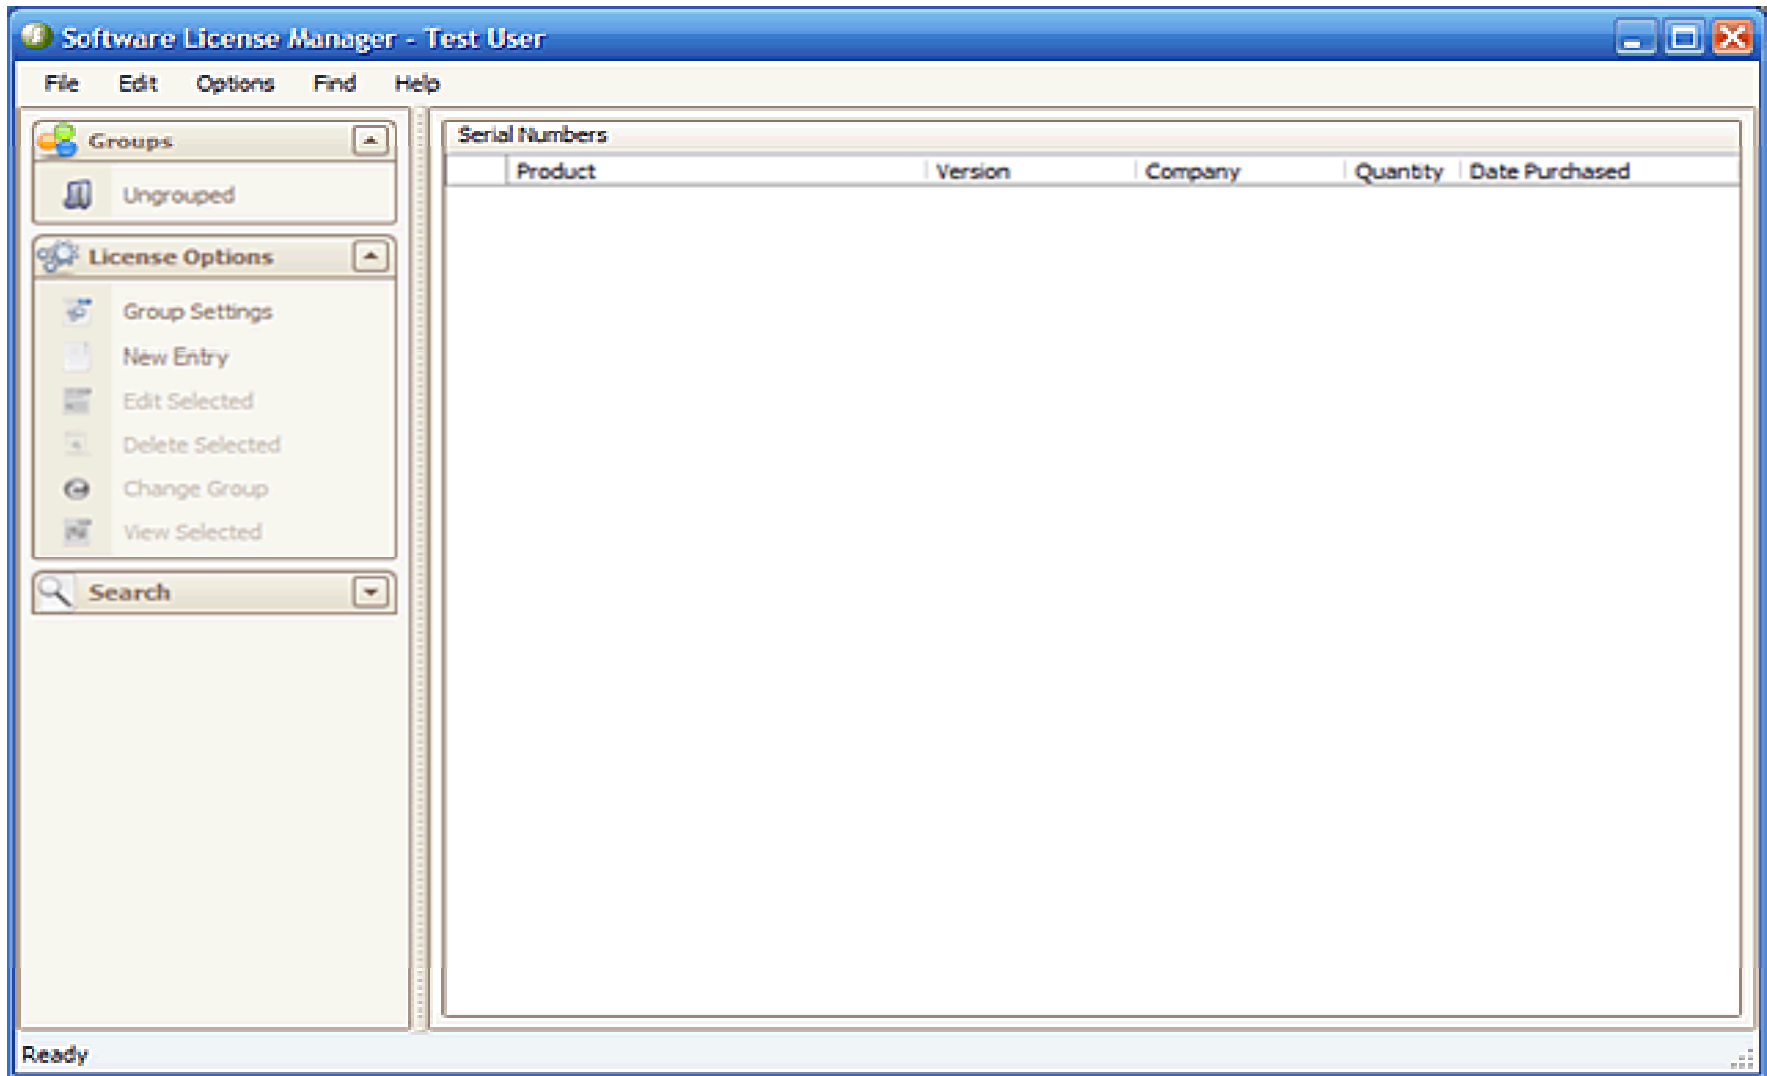 Software License Manager - Test User
File Edit Options Find Help
Groups
Ungrouped
License Options
Group Settings
New Entry
Edit Selected
Delete Selected
Change Group
View Selected
Search
Serial Numbers
Product Version Company Quantity Date Purchased
Ready